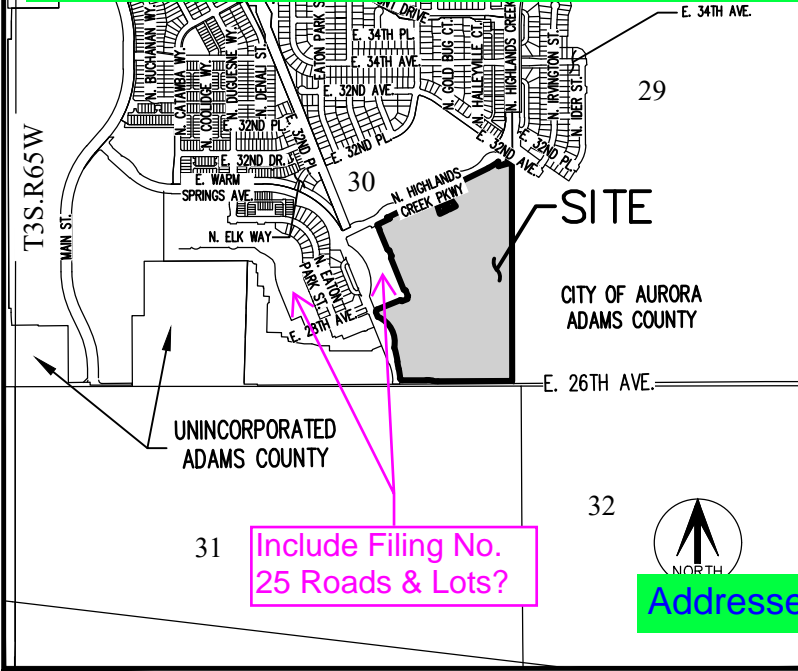 E. 34TH AVE.
N. BUCHANAN WY.
N. CATAWBA WY.
N. COOLIDGE WY.
N. DUQUESNE WY.
N. DENALI ST.
E. 32ND PL.
E. 32ND DR.
E. WARM
SPRINGS AVE.
N. ELK WAY
MAIN ST.
T3S.R65W
EATON PARK S
NT DRIVE
E. 34TH PL.
E. 34TH AVE.
E. 32ND AVE.
E. 32ND PL.
E. 32ND PL
N. GOLD BUG CT.
N. HALLEYVILLE CT.
N. HIGHLANDS CREEK
N. IRVINGTON ST.
N. IDER ST.
E. 32ND PL.
E. 32ND AVE.
29
30
N. HIGHLANDS
CREEK PKWY
SITE
N. EATON
PARK ST.
E. 28TH AVE.
CITY OF AURORA
ADAMS COUNTY
E. 26TH AVE.
UNINCORPORATED
ADAMS COUNTY
31
32
Include Filing No.
25 Roads & Lots?
NORTH
Addresse